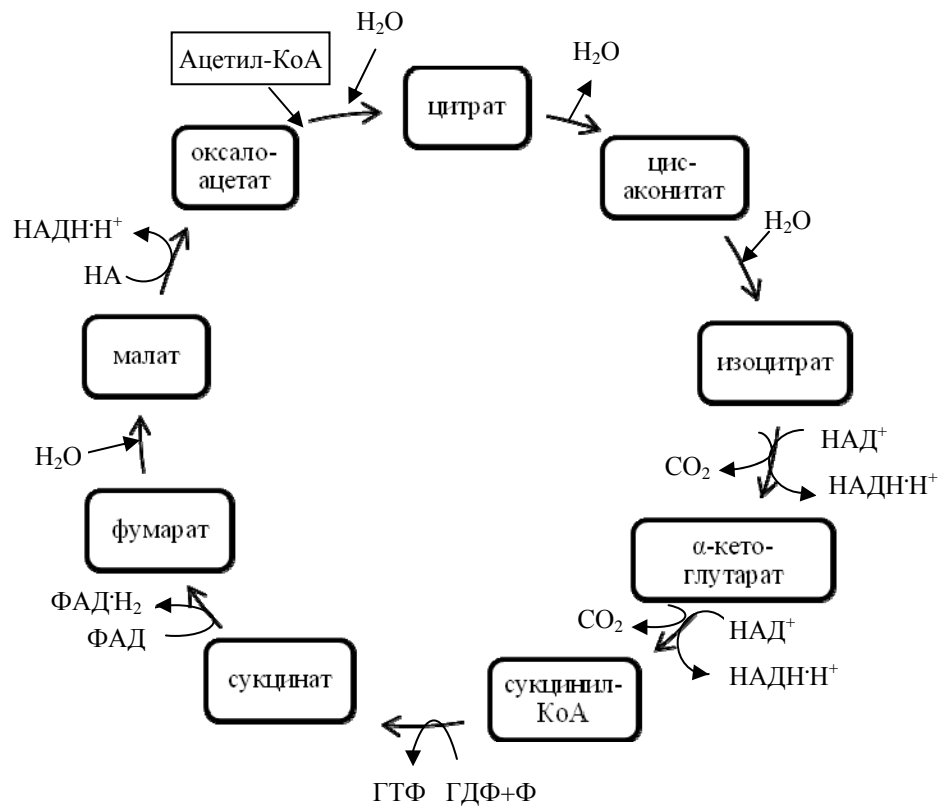 H₂O
Ацетил-КоА
H₂O
цитрат
оксало-
ацетат
цис-
аконитат
НАДН·Н⁺
НА
H₂O
малат
изоцитрат
H₂O
CO₂
НАД⁺
НАДН·Н⁺
фумарат
α-кето-
глутарат
ФАД·Н₂
ФАД
CO₂
НАД⁺
НАДН·Н⁺
сукцинат
сукцинил-
КоА
ГТФ ГДФ+Ф